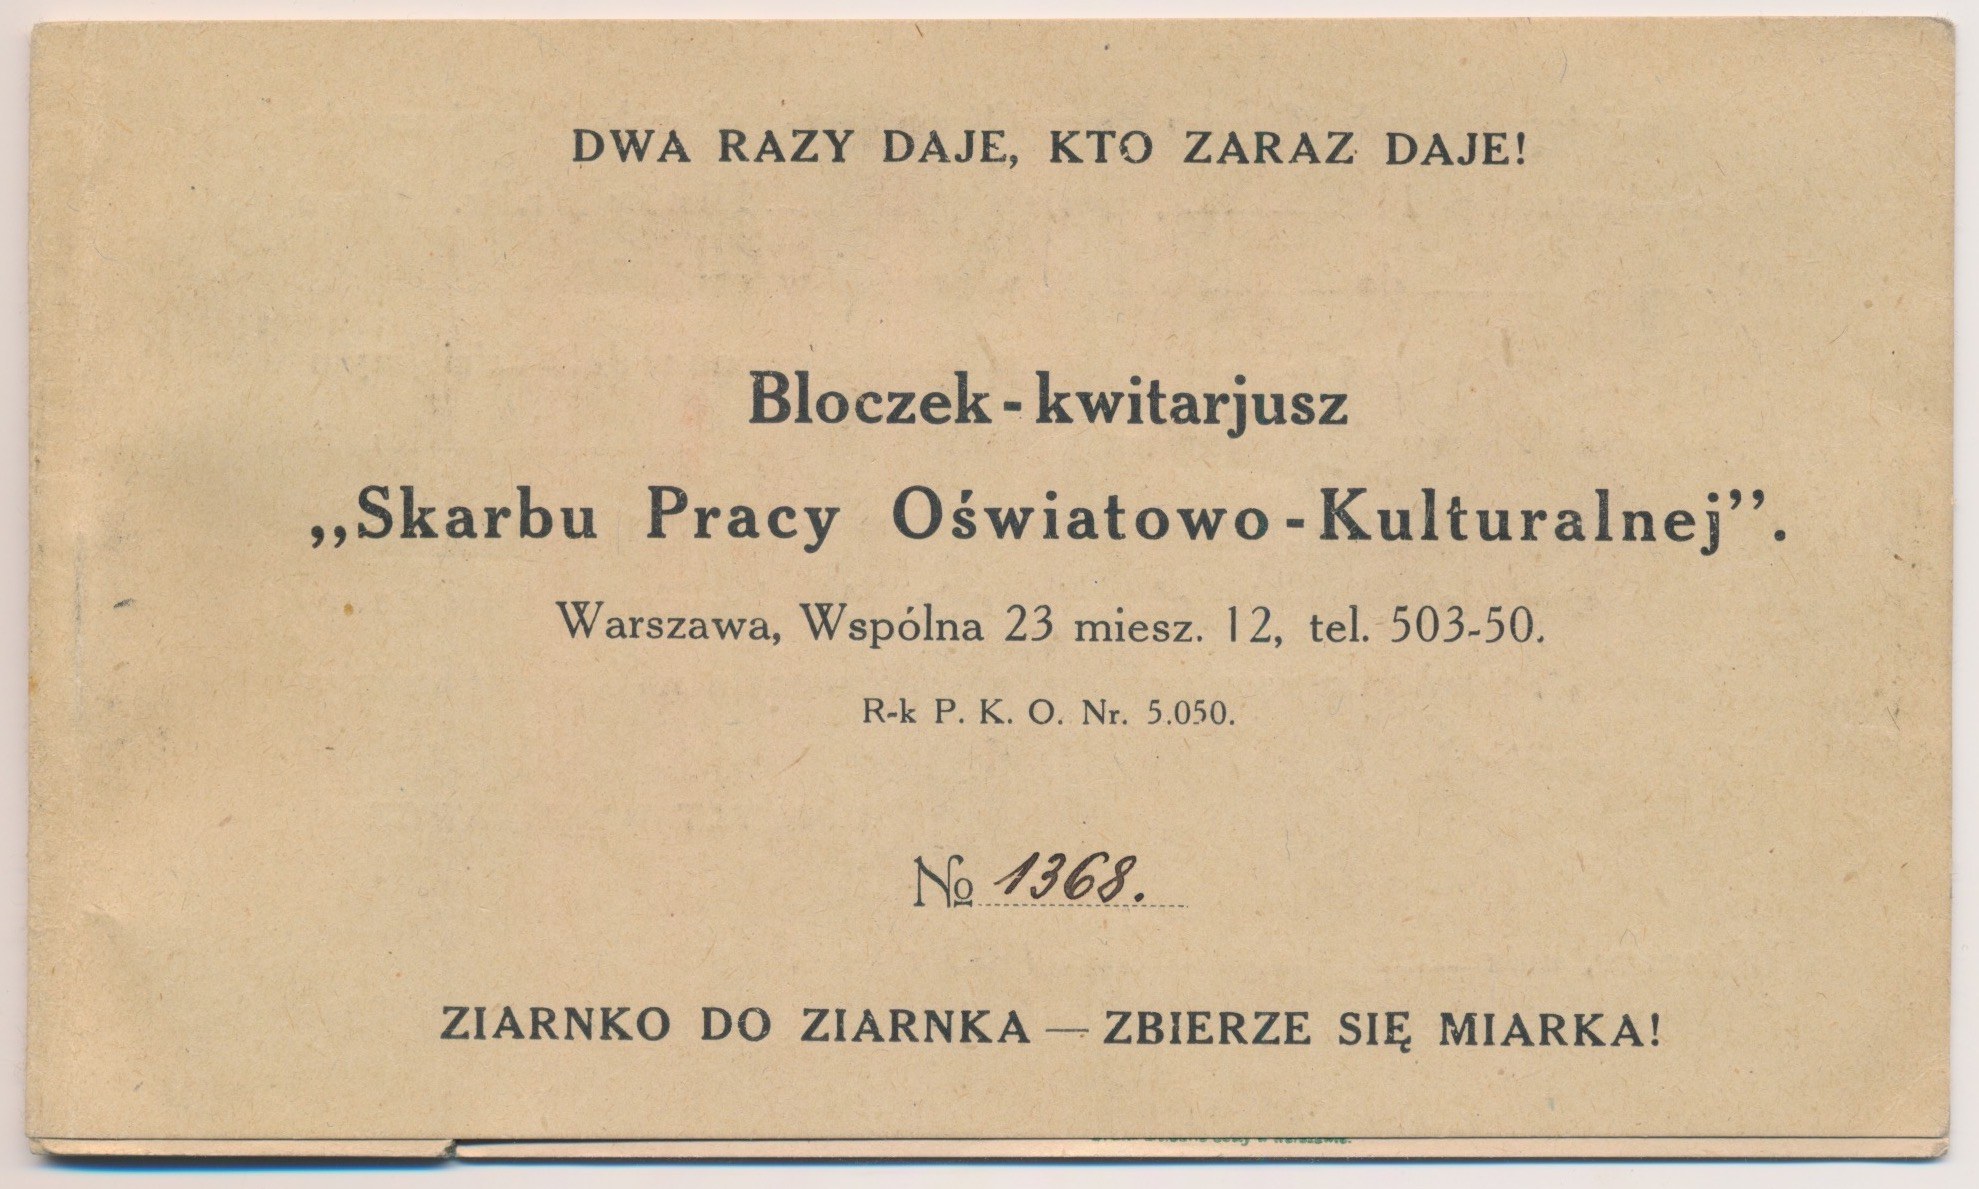 DWA RAZY DAJE, KTO ZARAZ DAJE!
Bloczek-kwitarjusz
„Skarbu Pracy Oświatowo-Kulturalnej”.
Warszawa, Wspólna 23 miesz. 12, tel. 503-50.
R-k P. K. O. Nr. 5.050.
№ 1368.
ZIARNKO DO ZIARNKA — ZBIERZE SIĘ MIARKA!